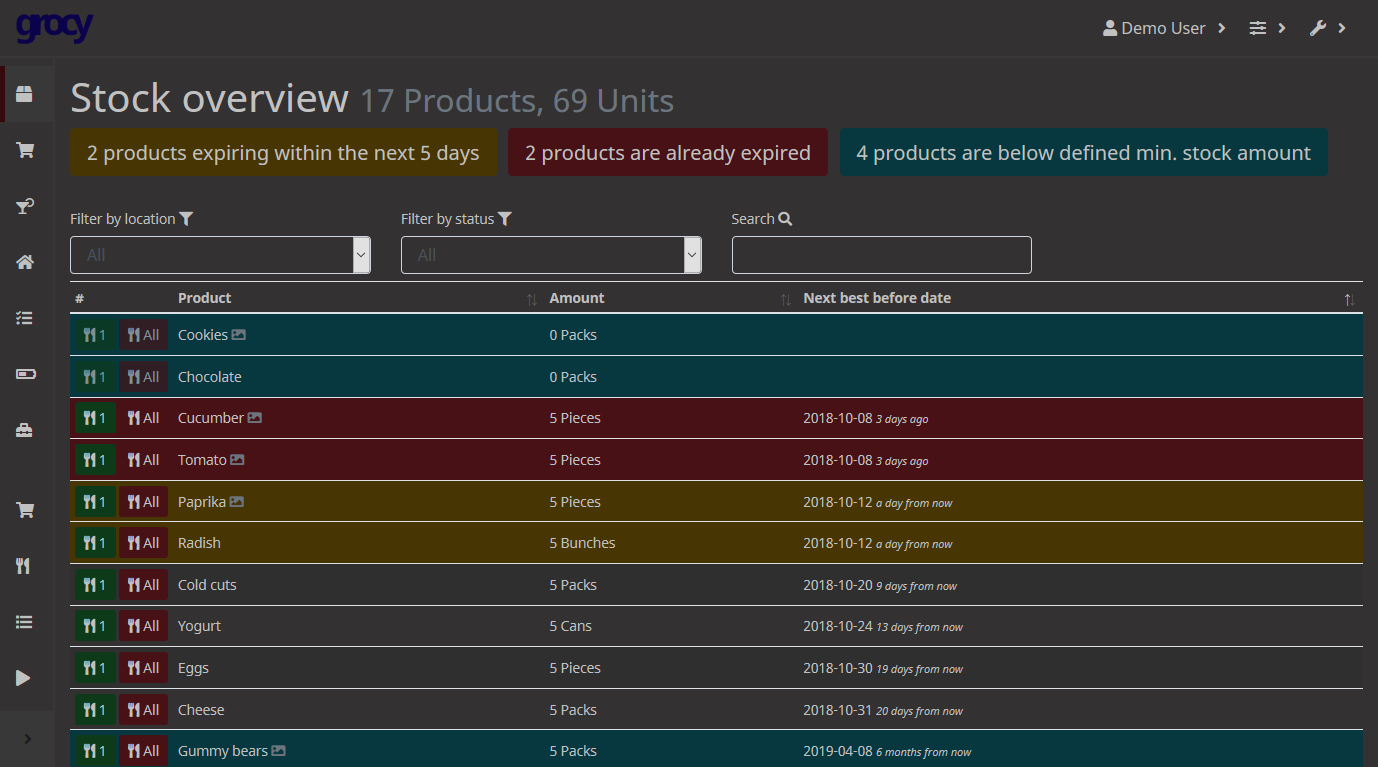 grocy
Demo User
Stock overview 17 Products, 69 Units
2 products expiring within the next 5 days
2 products are already expired
4 products are below defined min. stock amount
Filter by location
Filter by status
Search
All
All
# Product Amount Next best before date
1 All Cookies 0 Packs
1 All Chocolate 0 Packs
1 All Cucumber 5 Pieces 2018-10-08 3 days ago
1 All Tomato 5 Pieces 2018-10-08 3 days ago
1 All Paprika 5 Pieces 2018-10-12 a day from now
1 All Radish 5 Bunches 2018-10-12 a day from now
1 All Cold cuts 5 Packs 2018-10-20 9 days from now
1 All Yogurt 5 Cans 2018-10-24 13 days from now
1 All Eggs 5 Pieces 2018-10-30 19 days from now
1 All Cheese 5 Packs 2018-10-31 20 days from now
1 All Gummy bears 5 Packs 2019-04-08 6 months from now